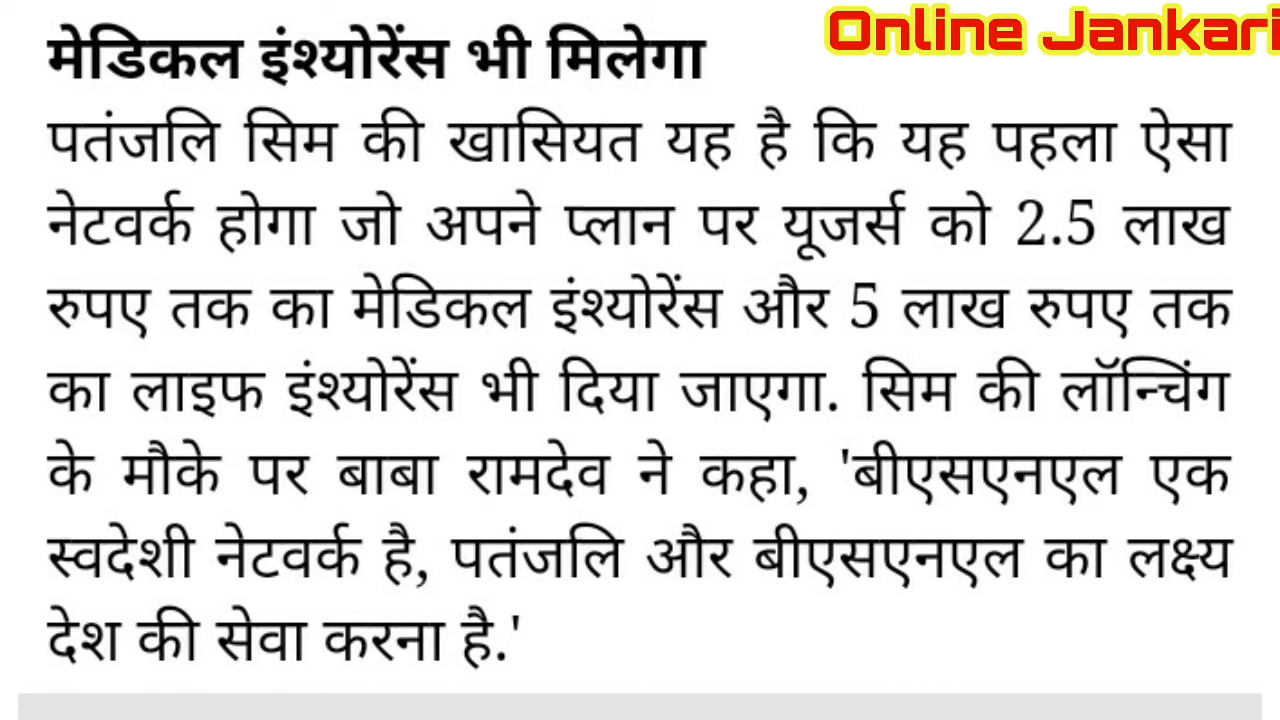 Online Jankari
मेडिकल इंश्योरेंस भी मिलेगा
पतंजलि सिम की खासियत यह है कि यह पहला ऐसा
नेटवर्क होगा जो अपने प्लान पर यूजर्स को 2.5 लाख
रुपए तक का मेडिकल इंश्योरेंस और 5 लाख रुपए तक
का लाइफ इंश्योरेंस भी दिया जाएगा. सिम की लॉन्चिंग
के मौके पर बाबा रामदेव ने कहा, 'बीएसएनएल एक
स्वदेशी नेटवर्क है, पतंजलि और बीएसएनएल का लक्ष्य
देश की सेवा करना है.'